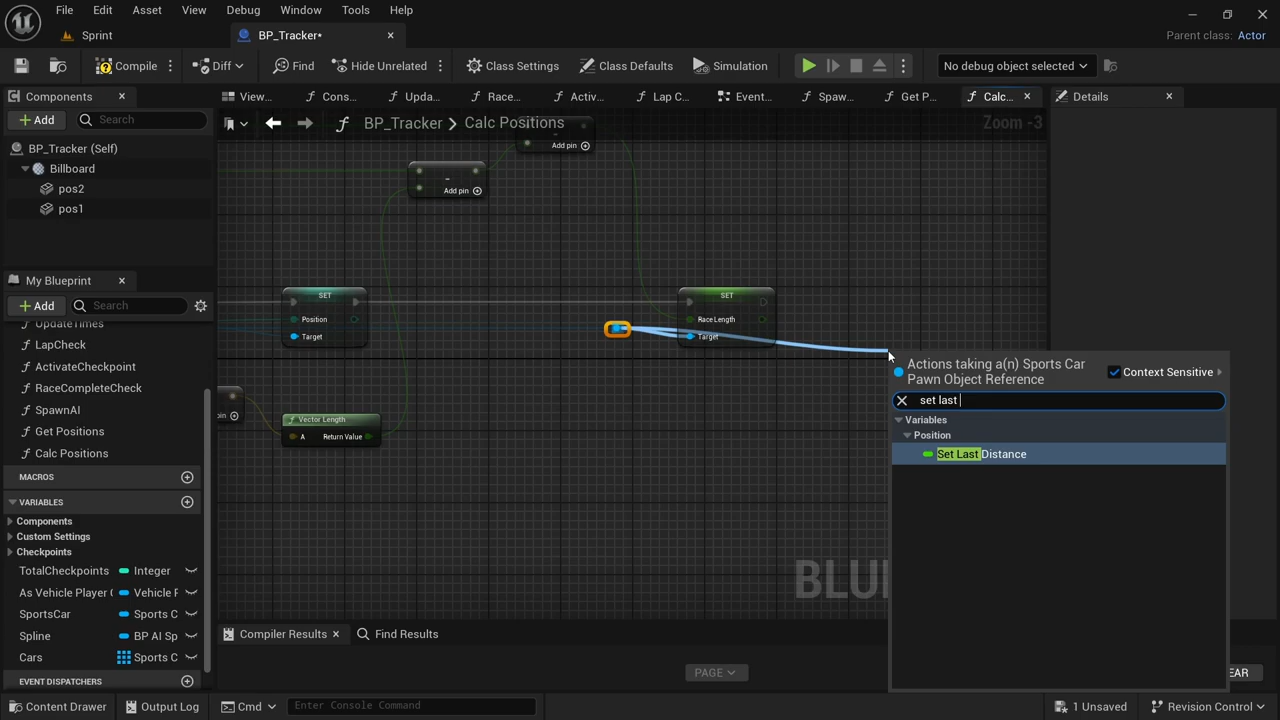 File Edit Asset View Debug Window Tools Help
Sprint
BP_Tracker*
Parent class: Actor
Compile
Diff
Find
Hide Unrelated
Class Settings
Class Defaults
Simulation
No debug object selected
Components
View...
Cons...
Upda...
Race...
Activ...
Lap C...
Event...
Spaw...
Get P...
Calc...
Details
Add
Search
BP_Tracker > Calc Positions
Zoom -3
BP_Tracker (Self)
Billboard
pos2
pos1
Add pin
-
Add pin
My Blueprint
Add
Search
UpdateTimes
LapCheck
ActivateCheckpoint
RaceCompleteCheck
SpawnAI
Get Positions
Calc Positions
MACROS
VARIABLES
Components
Custom Settings
Checkpoints
TotalCheckpoints Integer
As Vehicle Player
SportsCar Sports C
Spline BP AI Sp
Cars Sports C
EVENT DISPATCHERS
SET
Position
Target
SET
Race Length
Target
Vector Length
A Return Value
Actions taking a(n) Sports Car
Pawn Object Reference
Context Sensitive
set last
Variables
Position
Set Last Distance
Compiler Results
Find Results
PAGE
Content Drawer
Output Log
Cmd
Enter Console Command
1 Unsaved
Revision Control